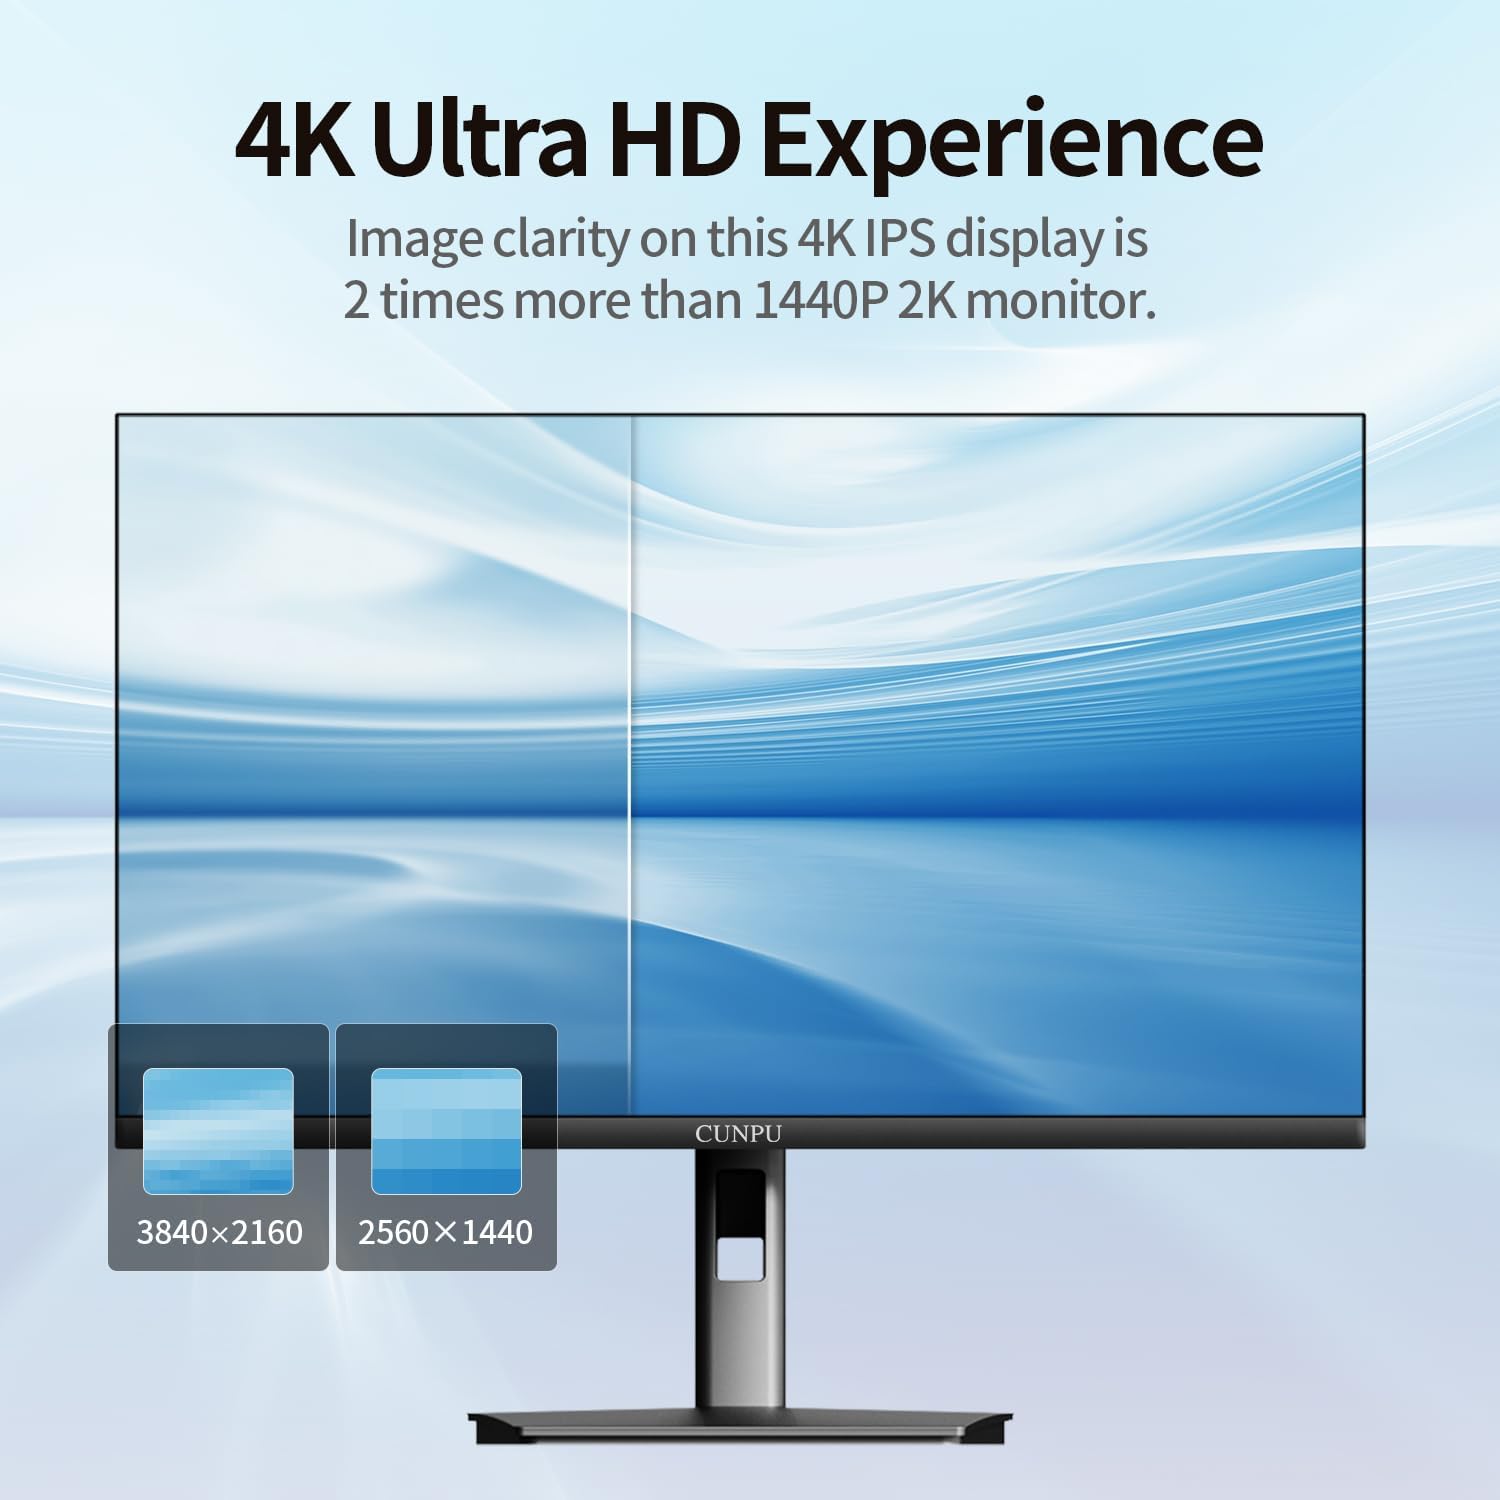 4K Ultra HD Experience
Image clarity on this 4K IPS display is
2 times more than 1440P 2K monitor.
CUNPU
3840×2160
2560×1440